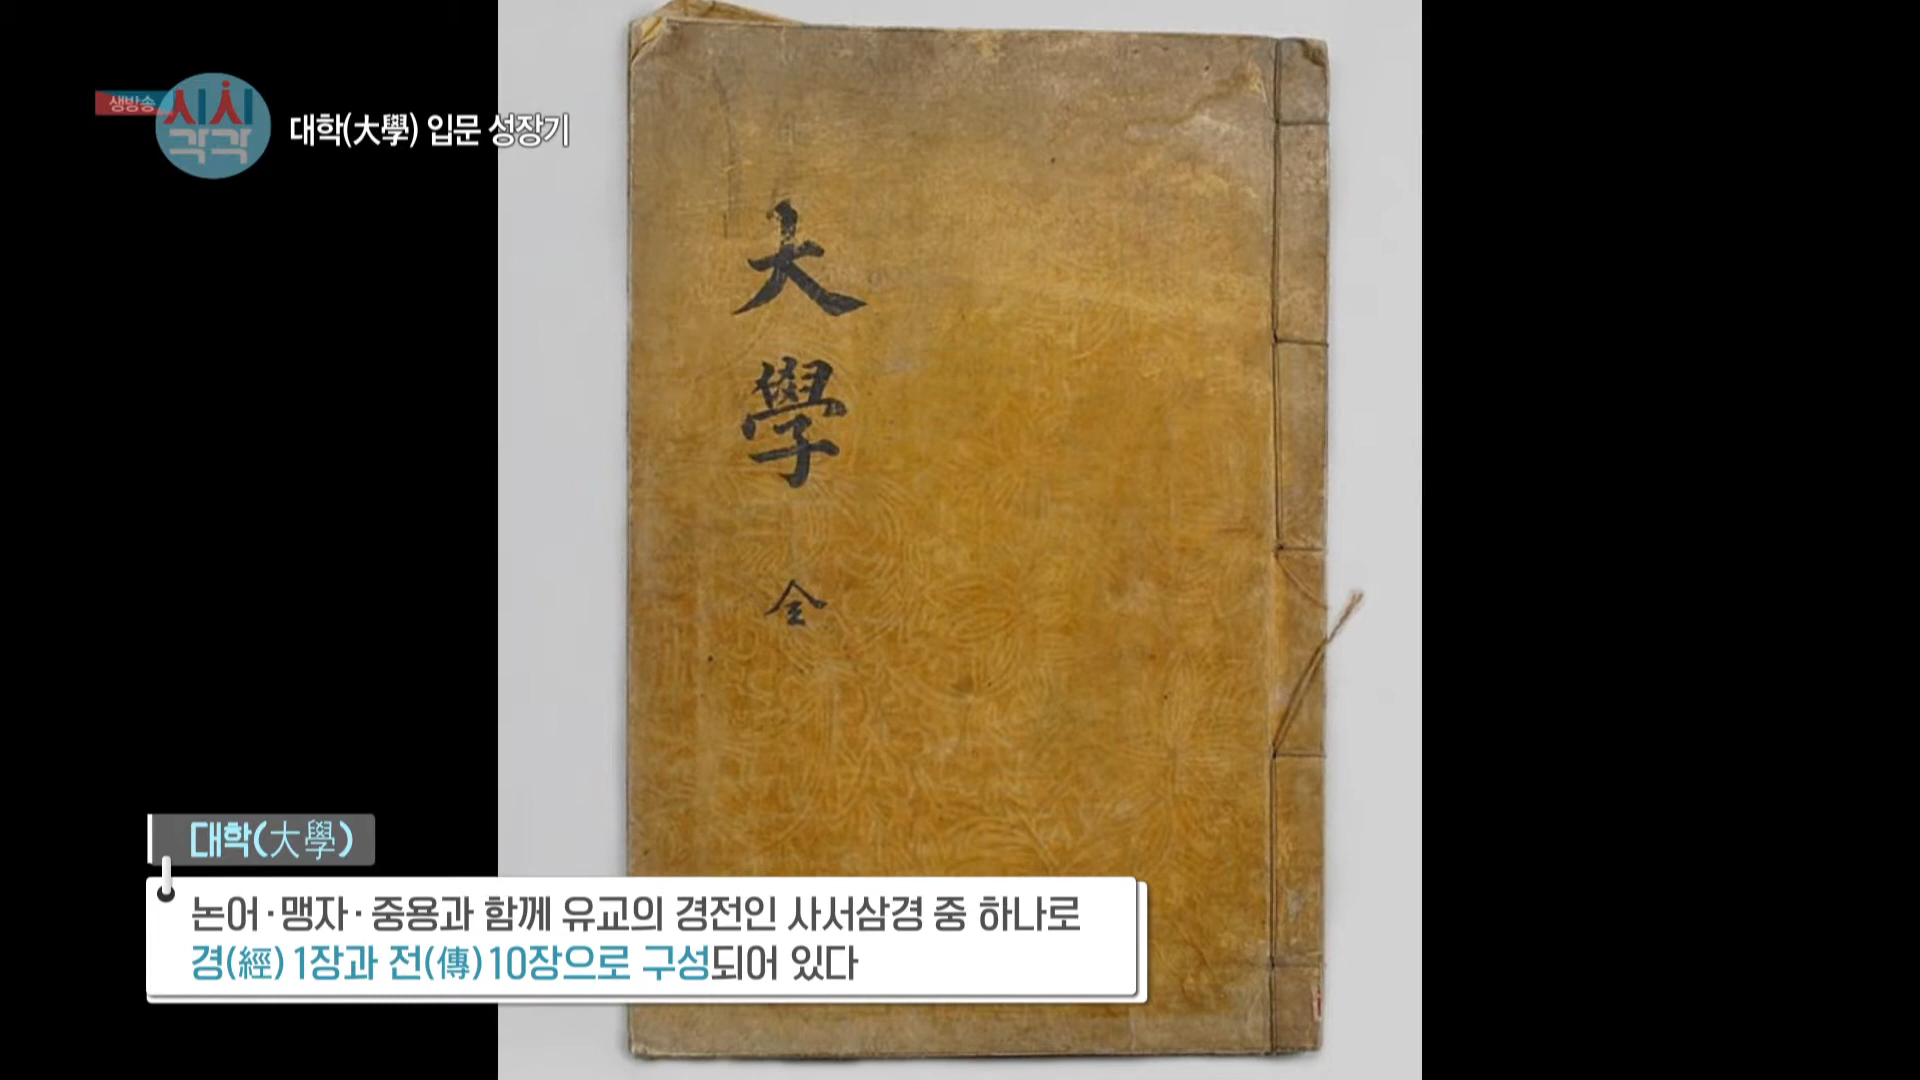 생방송
시시각각
대학(大學) 입문 성장기
大學 全
대학(大學)
논어·맹자·중용과 함께 유교의 경전인 사서삼경 중 하나로
경(經) 1장과 전(傳) 10장으로 구성되어 있다